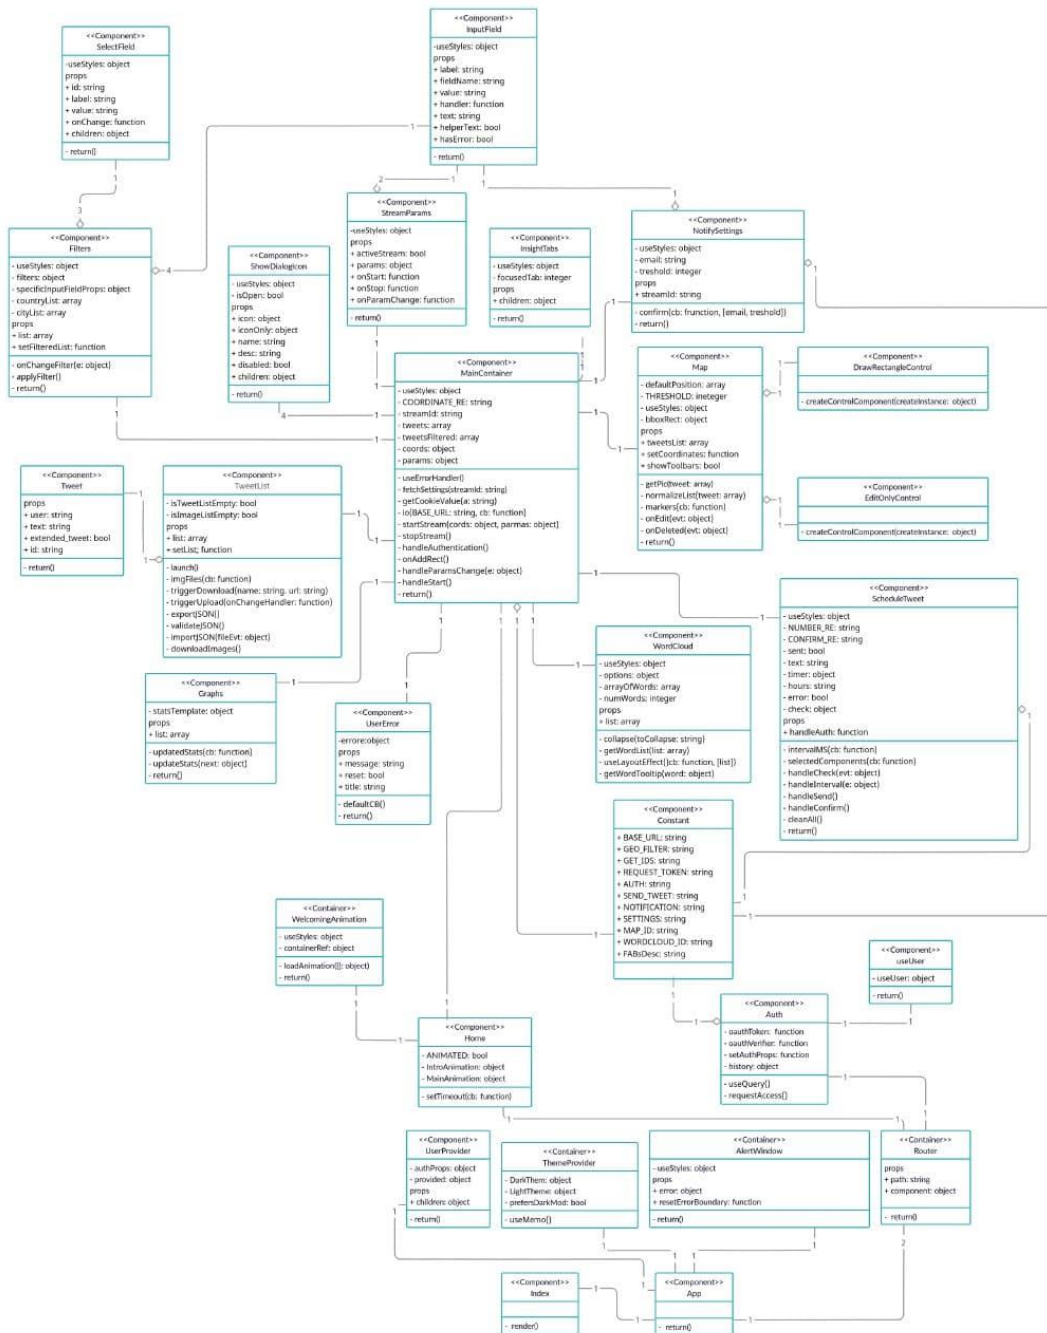 <<Component>>
SelectField
-useStyles: object
props
+ id: string
+ label: string
+ value: string
+ onChange: function
+ children: object
- return()
<<Component>>
InputField
-useStyles: object
props
+ label: string
+ fieldName: string
+ value: string
+ handler: function
+ text: string
+ helperText: bool
+ hasError: bool
- return()
<<Component>>
Filters
- useStyles: object
- filters: object
- specificInputFieldProps: object
- countryList: array
- cityList: array
props
+ list: array
+ setFilteredList: function
- onChangeFilter(e: object)
- applyFilter()
- return()
<<Component>>
ShowDialogIcon
- useStyles: object
- isOpen: bool
props
+ icon: object
+ iconOnly: object
+ name: string
+ desc: string
+ disabled: bool
+ children: object
- return()
<<Component>>
StreamParams
-useStyles: object
props
+ activeStream: bool
+ params: object
+ onStart: function
+ onStop: function
+ onParamChange: function
- return()
<<Component>>
InsightTabs
- useStyles: object
- focusedTab: integer
props
+ children: object
- return()
<<Component>>
NotifySettings
- useStyles: object
- email: string
- treshold: integer
props
+ streamId: string
- confirm(cb: frunction, [email, treshold])
- return()
<<Component>>
MainContainer
- useStyles: object
- COORDINATE_RE: string
- streamId: string
- tweets: array
- tweetsFiltered: array
- coords: object
- params: object
- useErrorHandler()
- fetchSettings(streamId: string)
- getCookieValue(a: string)
- io(BASE_URL: string, cb: function]
- startStream(cords: object, parmas: object]
- stopStream()
- handleAuthentication()
- onAddRect()
- handleParamsChange(e: object)
- handleStart()
- return()
<<Component>>
Map
- defaultPosition: array
- THRESHOLD: ineteger
- useStyles: object
- bboxRect: object
props
+ tweetsList: array
+ setCoordinates: function
+ showToolbars: bool
- getPic(tweet: array)
- normalizeList(tweet: array)
- markers(cb: function)
- onEdit(evt: object)
- onDeleted(evt: object)
- return()
<<Component>>
DrawRectangleControl
- createControlComponent(createInstance: object)
<<Component>>
EditOnlyControl
- createControlComponent(createInstance: object)
<<Component>>
Tweet
props
+ user: string
+ text: string
+ extended_tweet: bool
+ id: string
- return()
<<Component>>
TweetList
- isTweetListEmpty: bool
- isImageListEmpty: bool
props
+ list: array
+ setList; function
- launch()
- imgFiles(cb: function)
- triggerDownload(name: string, url: string)
- triggerUpload(onChangeHandler: function)
- exportJSON()
- validateJSON()
- importJSON(fileEvt: object)
- downloadImages()
<<Component>>
ScheduleTweet
- useStyles: object
- NUMBER_RE: string
- CONFIRM_RE: string
- sent: bool
- text: string
- timer: object
- hours: string
- error: bool
- check: object
props
+ handleAuth: function
- intervalMS(cb: function)
- selectedComponents(cb: function)
- handleCheck(evt: object)
- handleInterval(e: object)
- handleSend()
- handleConfirm()
- cleanAll()
- return()
<<Component>>
WordCloud
- useStyles: object
- options: object
- arrayOfWords: array
- numWords: integer
props
+ list: array
- collapse(toCollapse: string)
- getWordList(list: array)
- useLayoutEffect()cb: function, [list])
- getWordTooltip(word: object)
<<Component>>
Graphs
- statsTemplate: object
props
+ list: array
- updatedStats(cb: function)
- updateStats(next: object]
- return()
<<Component>>
UserError
-errore:object
props
+ message: string
+ reset: bool
+ title: string
- defaultCB()
- return()
<<Component>>
Constant
+ BASE_URL: string
+ GEO_FILTER: string
+ GET_IDS: string
+ REQUEST_TOKEN: string
+ AUTH: string
+ SEND_TWEET: string
+ NOTIFICATION: string
+ SETTINGS: string
+ MAP_ID: string
+ WORDCLOUD_ID: string
+ FABsDesc: string
<<Container>>
WelcomingAnimation
- useStyles: object
- containerRef: object
- loadAnimation([]: object)
- return()
<<Component>>
useUser
- useUser: object
- return()
<<Component>>
Auth
- oauthToken: function
- oauthVerifier: function
- setAuthProps: function
- history: object
- useQuery()
- requestAccess()
<<Component>>
Home
- ANIMATED: bool
- IntroAnimation: object
- MainAnimation: object
- setTimeout(cb: function)
<<Component>>
UserProvider
- authProps: object
- provided: object
props
+ children: object
- return()
<<Container>>
ThemeProvider
- DarkThem: object
- LightTheme: object
- prefersDarkMod: bool
- useMemo()
<<Container>>
AlertWindow
- useStyles: object
props
+ error: object
+ resetErrorBoundary: function
- return()
<<Container>>
Router
props
+ path: string
+ component: object
- return()
<<Component>>
Index
- render()
<<Component>>
App
- return()